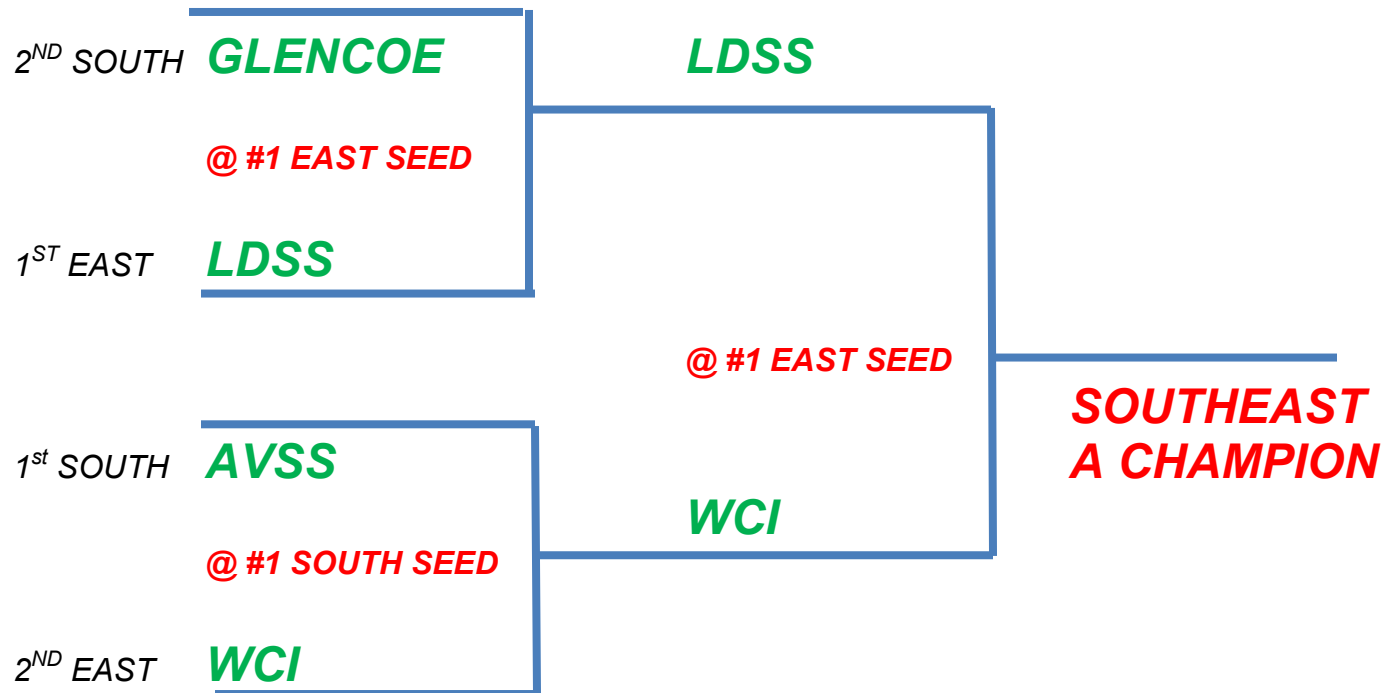 2ND SOUTH GLENCOE
LDSS
@ #1 EAST SEED
1ST EAST LDSS
@ #1 EAST SEED
SOUTHEAST
A CHAMPION
1st SOUTH AVSS
WCI
@ #1 SOUTH SEED
2ND EAST WCI